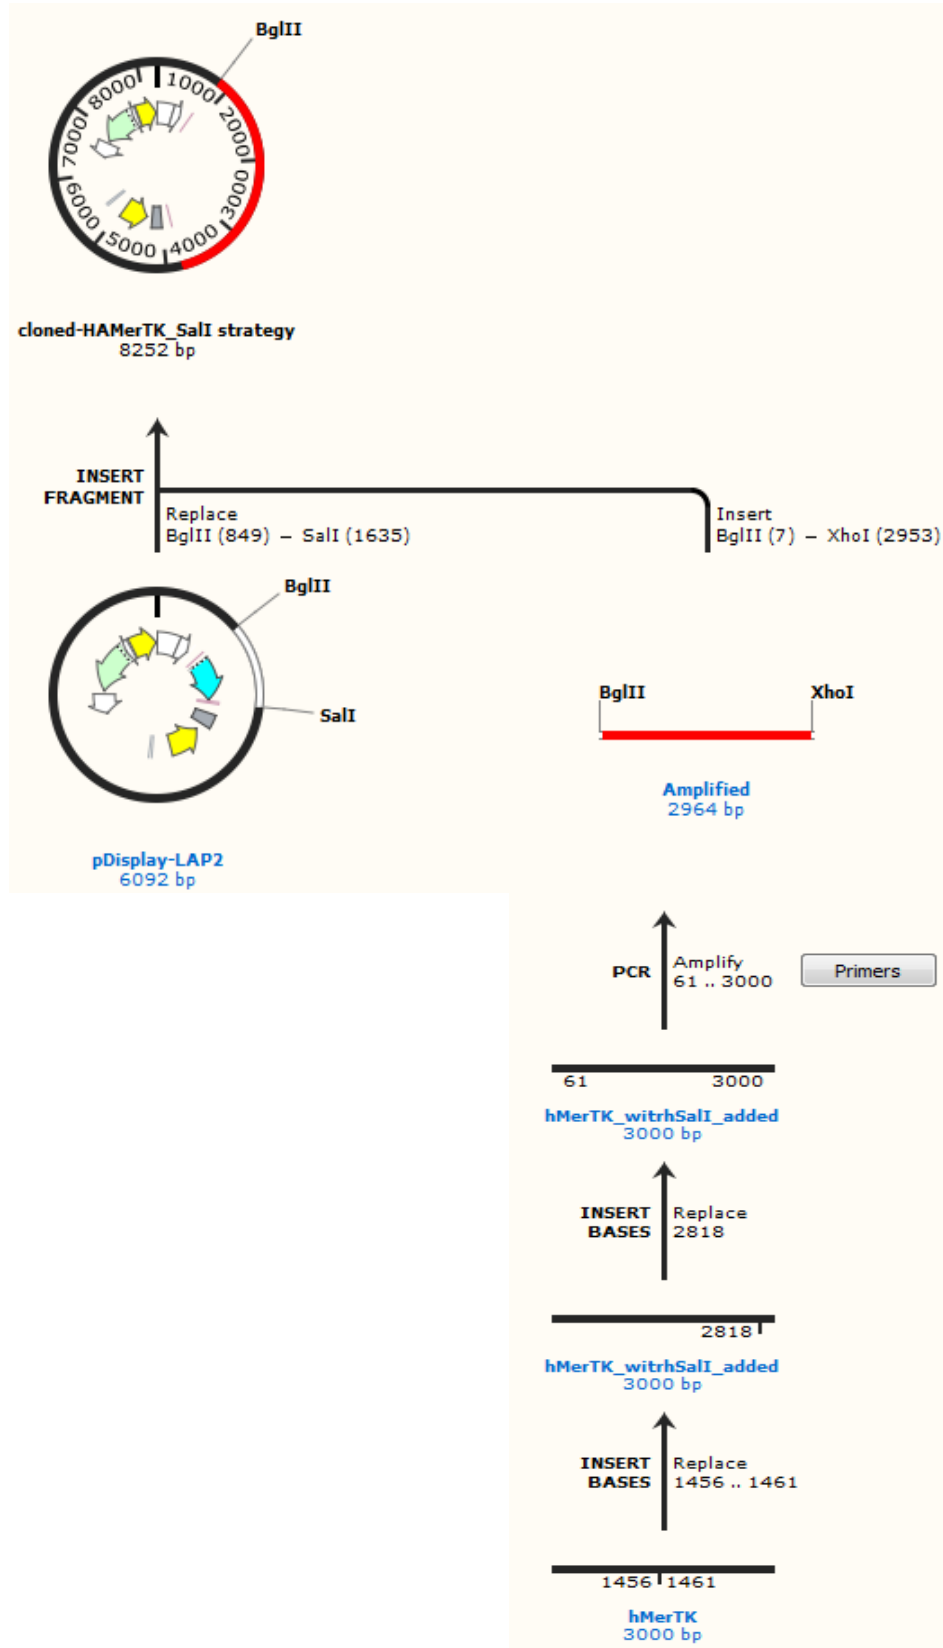 BglII
1000
2000
3000
4000
5000
6000
7000
8000
cloned-HAMerTK_SalI strategy
8252 bp
INSERT
FRAGMENT
Replace
BglII (849) – SalI (1635)
Insert
BglII (7) – XhoI (2953)
BglII
SalI
pDisplay-LAP2
6092 bp
BglII
XhoI
Amplified
2964 bp
PCR
Amplify
61 .. 3000
Primers
61
3000
hMerTK_witrhSalI_added
3000 bp
INSERT
BASES
Replace
2818
2818
hMerTK_witrhSalI_added
3000 bp
INSERT
BASES
Replace
1456 .. 1461
1456
1461
hMerTK
3000 bp